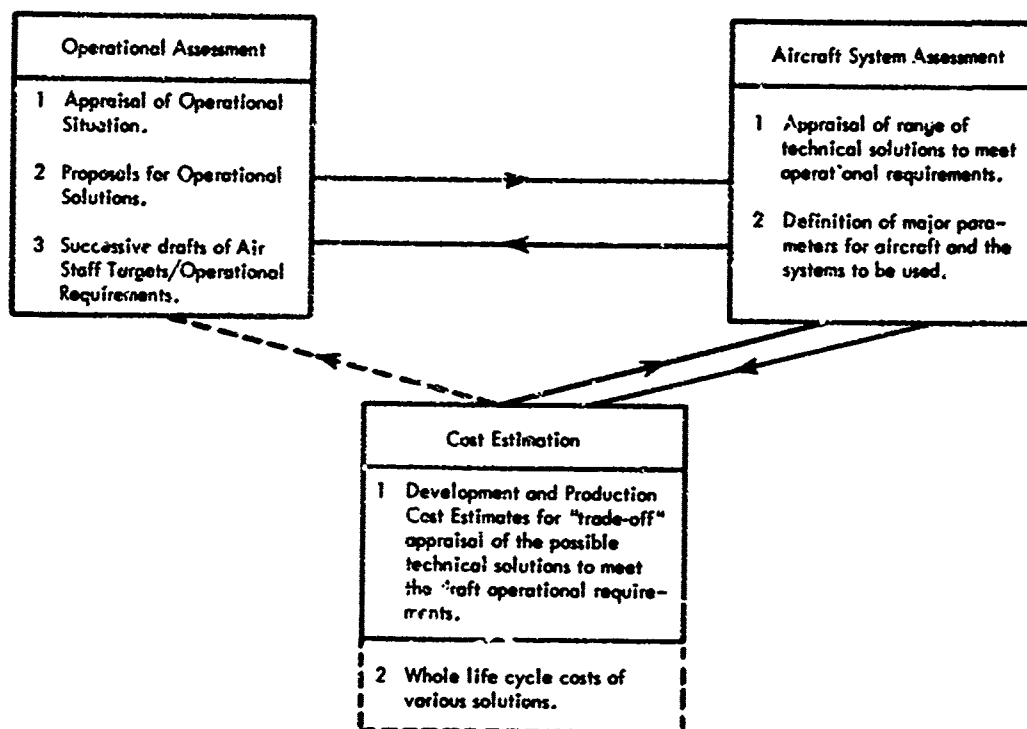 Operational Assessment
1 Appraisal of Operational
Situation.
2 Proposals for Operational
Solutions.
3 Successive drafts of Air
Staff Targets/Operational
Requirements.
Aircraft System Assessment
1 Appraisal of range of
technical solutions to meet
operational requirements.
2 Definition of major para-
meters for aircraft and the
systems to be used.
Cost Estimation
1 Development and Production
Cost Estimates for "trade-off"
appraisal of the possible
technical solutions to meet
the draft operational require-
ments.
2 Whole life cycle costs of
various solutions.